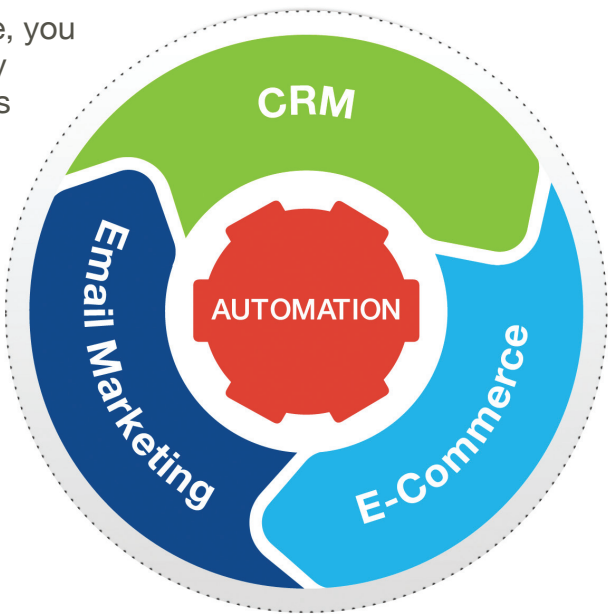 e, you
y
s
CRM
Email Marketing
AUTOMATION
E-Commerce